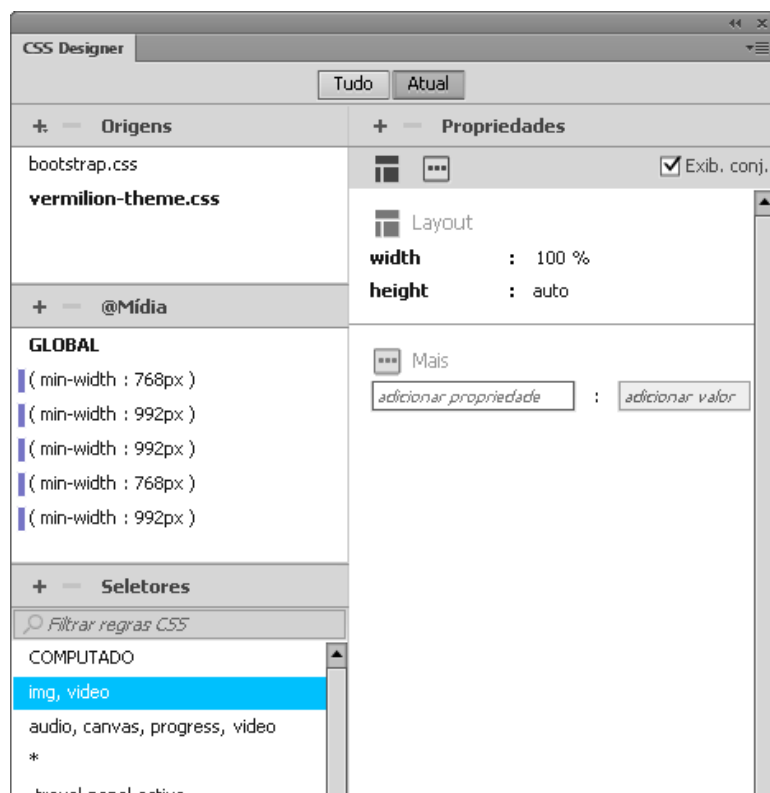 CSS Designer
Tudo Atual
Origens
bootstrap.css
vermilion-theme.css
@Mídia
GLOBAL
( min-width : 768px )
( min-width : 992px )
( min-width : 992px )
( min-width : 768px )
( min-width : 992px )
Seletores
Filtrar regras CSS
COMPUTADO
img, video
audio, canvas, progress, video
*
Propriedades
Exib. conj.
Layout
width : 100 %
height : auto
Mais
adicionar propriedade : adicionar valor